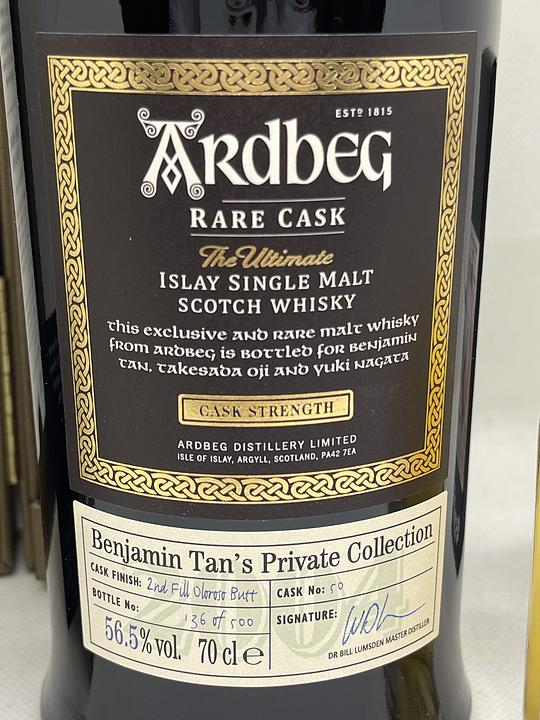 ESTD 1815
ARDBEG
RARE CASK
The Ultimate
ISLAY SINGLE MALT
SCOTCH WHISKY
this exclusive and rare malt whisky
from ardbeg is bottled for Benjamin
Tan, Takesada Oji and Yuki Nagata
CASK STRENGTH
ARDBEG DISTILLERY LIMITED
ISLE OF ISLAY, ARGYLL, SCOTLAND, PA42 7EA
Benjamin Tan's Private Collection
CASK FINISH: 2nd Fill Oloroso Butt
CASK No: 50
BOTTLE No: 136 of 500
SIGNATURE:
56.5% vol. 70 cl ℮
DR BILL LUMSDEN MASTER DISTILLER